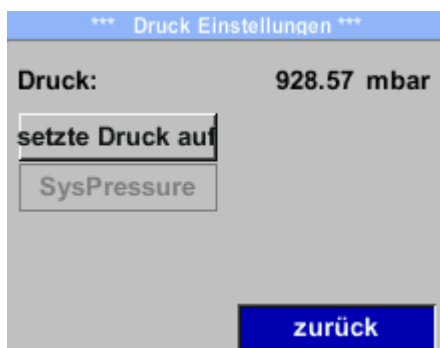 *** Druck Einstellungen ***
Druck: 928.57 mbar
setzte Druck auf
SysPressure
zurück